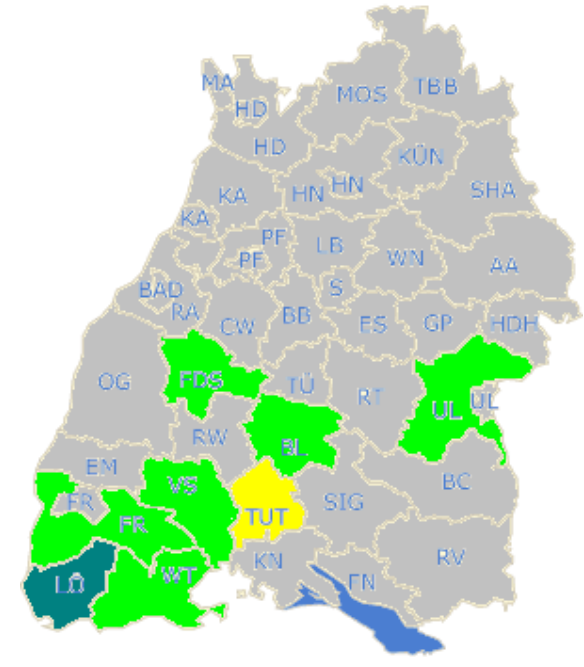 MA
HD
MOS
TBB
HD
KÜN
KA
HN
HN
SHA
KA
PF
LB
PF
WN
AA
BAD
S
RA
CW
BB
ES
GP
HDH
OG
FDS
TÜ
RT
UL
UL
RW
BL
EM
VS
SIG
BC
FR
FR
TUT
KN
RV
LÖ
WT
FN